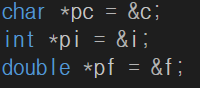 char *pc = &c;
int *pi = &i;
double *pf = &f;